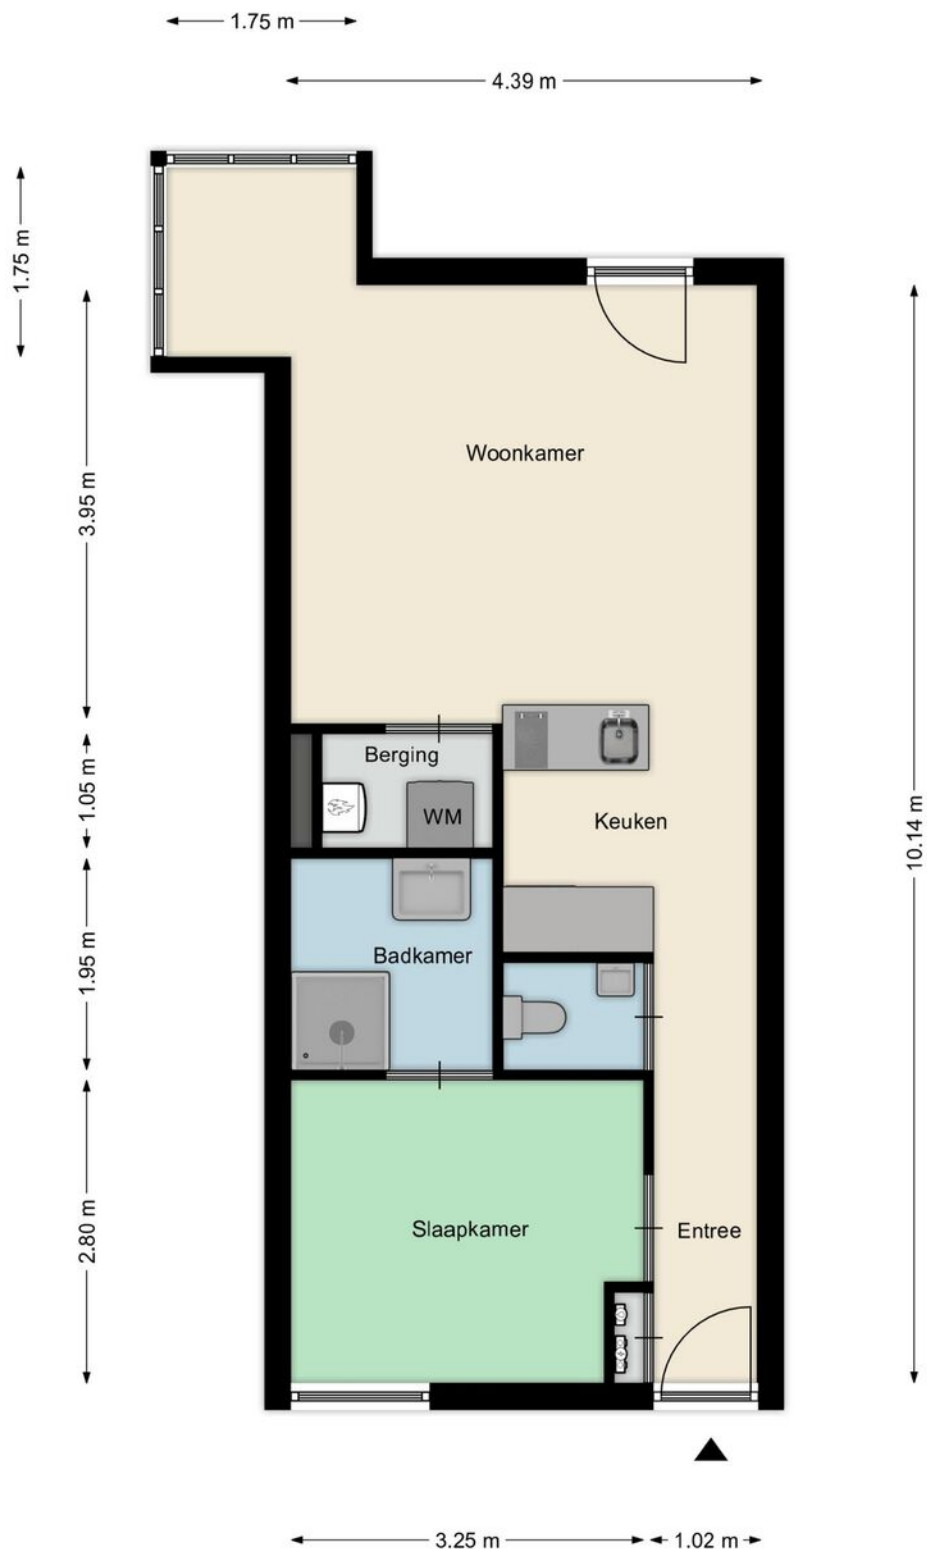 1.75 m
4.39 m
1.75 m
3.95 m
Woonkamer
Berging
1.05 m
WM
Keuken
10.14 m
1.95 m
Badkamer
2.80 m
Slaapkamer
Entree
3.25 m
1.02 m